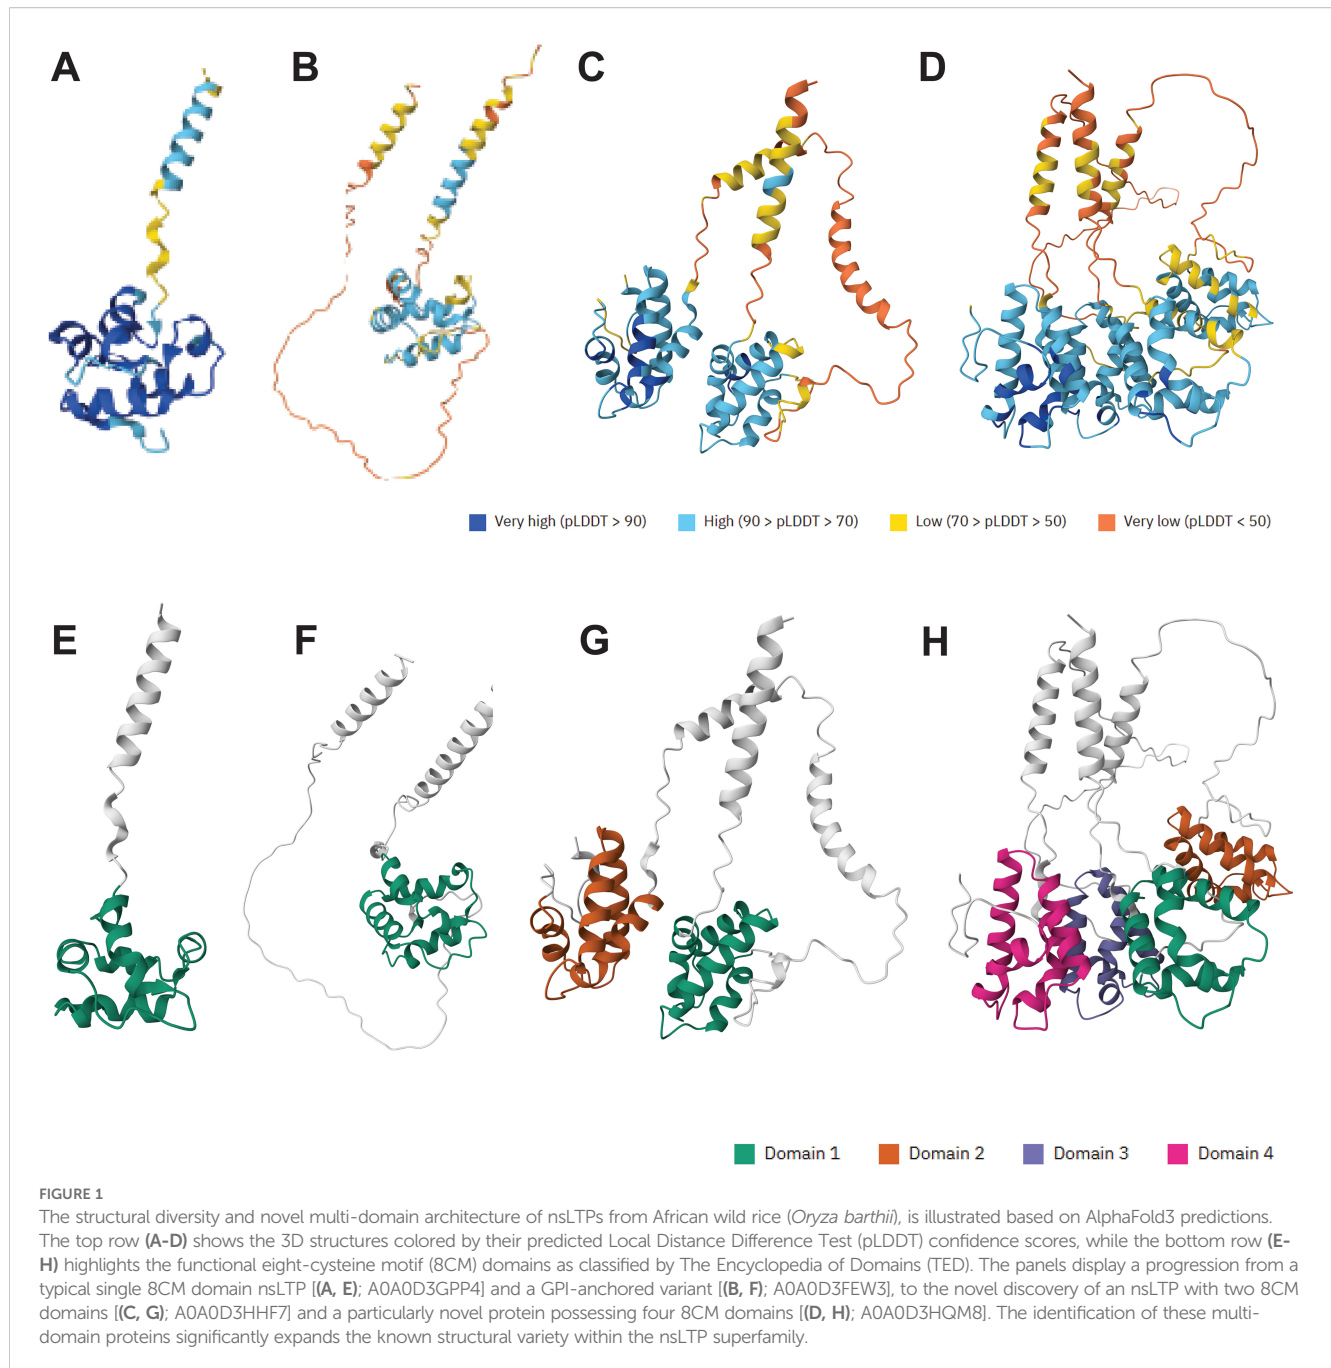 A
B
C
D
Very high (pLDDT > 90)
High (90 > pLDDT > 70)
Low (70 > pLDDT > 50)
Very low (pLDDT < 50)
E
F
G
H
Domain 1
Domain 2
Domain 3
Domain 4
FIGURE 1
The structural diversity and novel multi-domain architecture of nsLTPs from African wild rice (Oryza barthii), is illustrated based on AlphaFold3 predictions.
The top row (A-D) shows the 3D structures colored by their predicted Local Distance Difference Test (pLDDT) confidence scores, while the bottom row (E-
H) highlights the functional eight-cysteine motif (8CM) domains as classified by The Encyclopedia of Domains (TED). The panels display a progression from a
typical single 8CM domain nsLTP [(A, E); A0A0D3GPP4] and a GPI-anchored variant [(B, F); A0A0D3FEW3], to the novel discovery of an nsLTP with two 8CM
domains [(C, G); A0A0D3HHF7] and a particularly novel protein possessing four 8CM domains [(D, H); A0A0D3HQM8]. The identification of these multi-
domain proteins significantly expands the known structural variety within the nsLTP superfamily.